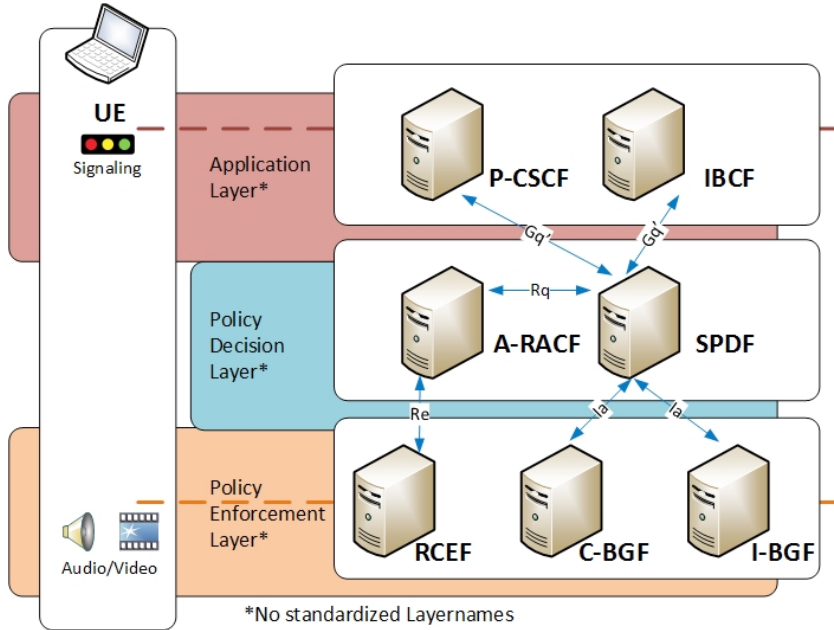 UE
Signaling
Application
Layer*
P-CSCF
IBCF
Gq'
Gq'
Policy
Decision
Layer*
Rq
A-RACF
SPDF
Re
Ia
Ia
Policy
Enforcement
Layer*
RCEF
C-BGF
I-BGF
Audio/Video
*No standardized Layernames